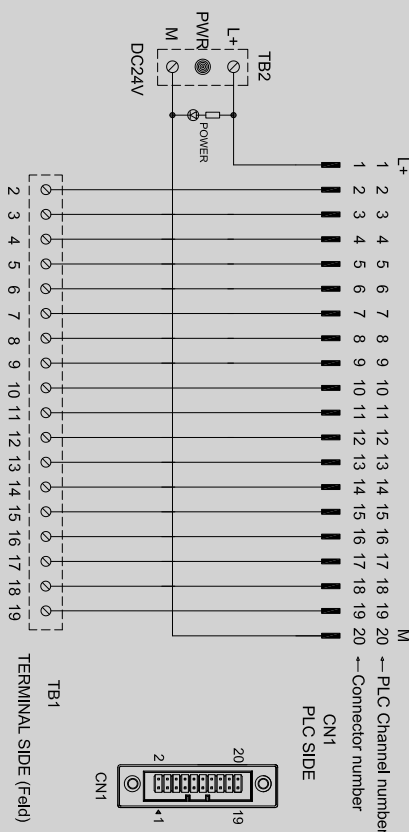 L+ M
1 2 3 4 5 6 7 8 9 10 11 12 13 14 15 16 17 18 19 20 ← PLC Channel number
1 2 3 4 5 6 7 8 9 10 11 12 13 14 15 16 17 18 19 20 ← Connector number
CN1
PLC SIDE
TB2
L+
PWR
M
DC24V
POWER
2 3 4 5 6 7 8 9 10 11 12 13 14 15 16 17 18 19
TB1
TERMINAL SIDE (Feld)
20 19
2 1
CN1